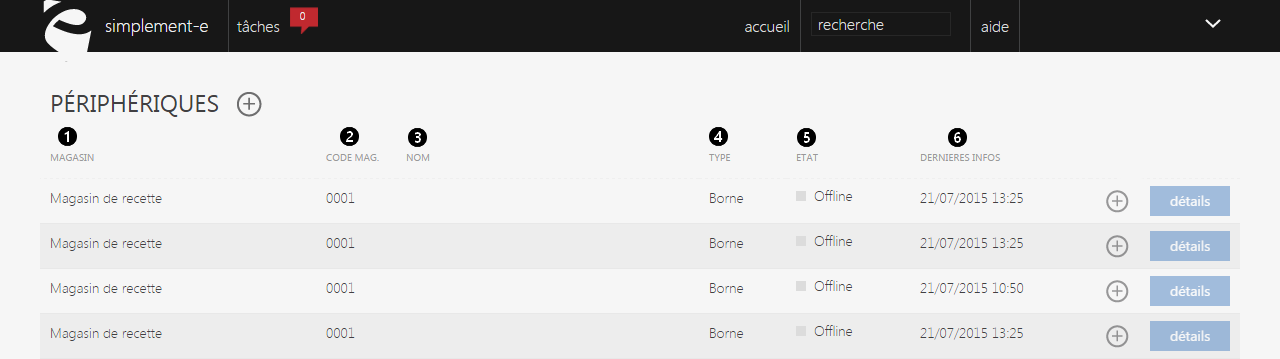 simplement-e tâches 0 accueil recherche aide
PÉRIPHÉRIQUES
1 2 3 4 5 6
MAGASIN CODE MAG. NOM TYPE ETAT DERNIERES INFOS
Magasin de recette 0001 Borne Offline 21/07/2015 13:25 détails
Magasin de recette 0001 Borne Offline 21/07/2015 13:25 détails
Magasin de recette 0001 Borne Offline 21/07/2015 10:50 détails
Magasin de recette 0001 Borne Offline 21/07/2015 13:25 détails